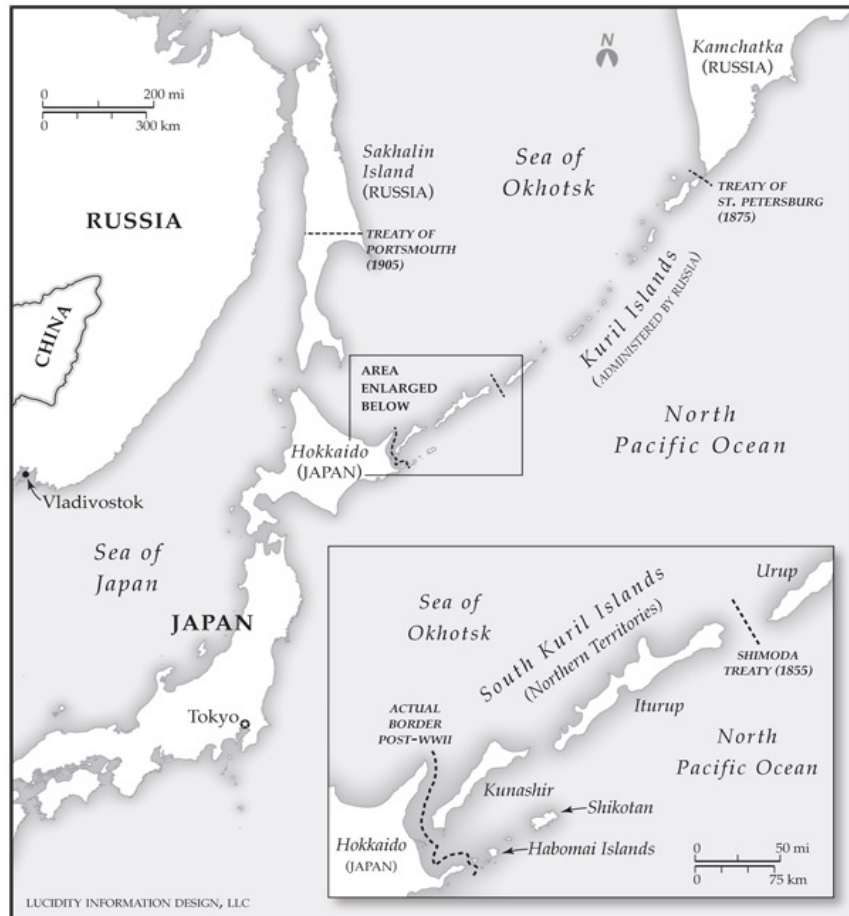 N
Kamchatka
(RUSSIA)
0 200 mi
0 300 km
Sakhalin
Island
(RUSSIA)
Sea of
Okhotsk
TREATY OF
ST. PETERSBURG
(1875)
RUSSIA
TREATY OF
PORTSMOUTH
(1905)
Kuril Islands
(ADMINISTERED BY RUSSIA)
CHINA
AREA
ENLARGED
BELOW
North
Pacific Ocean
Hokkaido
(JAPAN)
Vladivostok
Sea of
Japan
JAPAN
Tokyo
Urup
Sea of
Okhotsk
South Kuril Islands
(Northern Territories)
SHIMODA
TREATY (1855)
ACTUAL
BORDER
POST–WWII
Iturup
North
Pacific Ocean
Kunashir
Shikotan
Hokkaido
(JAPAN)
Habomai Islands
0 50 mi
0 75 km
LUCIDITY INFORMATION DESIGN, LLC